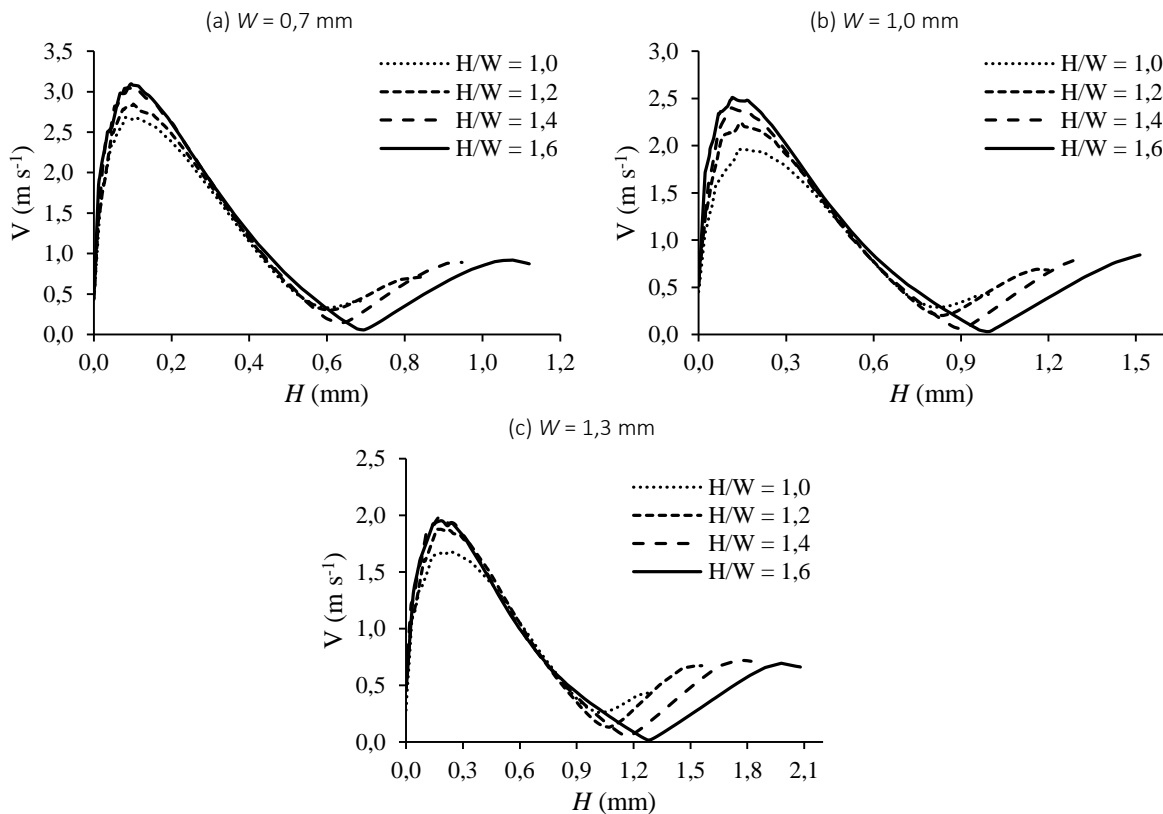 (a) W = 0,7 mm
V (m s-1)
3,5
3,0
2,5
2,0
1,5
1,0
0,5
0,0
0,0 0,2 0,4 0,6 0,8 1,0 1,2
H (mm)
H/W = 1,0
H/W = 1,2
H/W = 1,4
H/W = 1,6
(b) W = 1,0 mm
V (m s-1)
3,0
2,5
2,0
1,5
1,0
0,5
0,0
0,0 0,3 0,6 0,9 1,2 1,5
H (mm)
H/W = 1,0
H/W = 1,2
H/W = 1,4
H/W = 1,6
(c) W = 1,3 mm
V (m s-1)
2,5
2,0
1,5
1,0
0,5
0,0
0,0 0,3 0,6 0,9 1,2 1,5 1,8 2,1
H (mm)
H/W = 1,0
H/W = 1,2
H/W = 1,4
H/W = 1,6